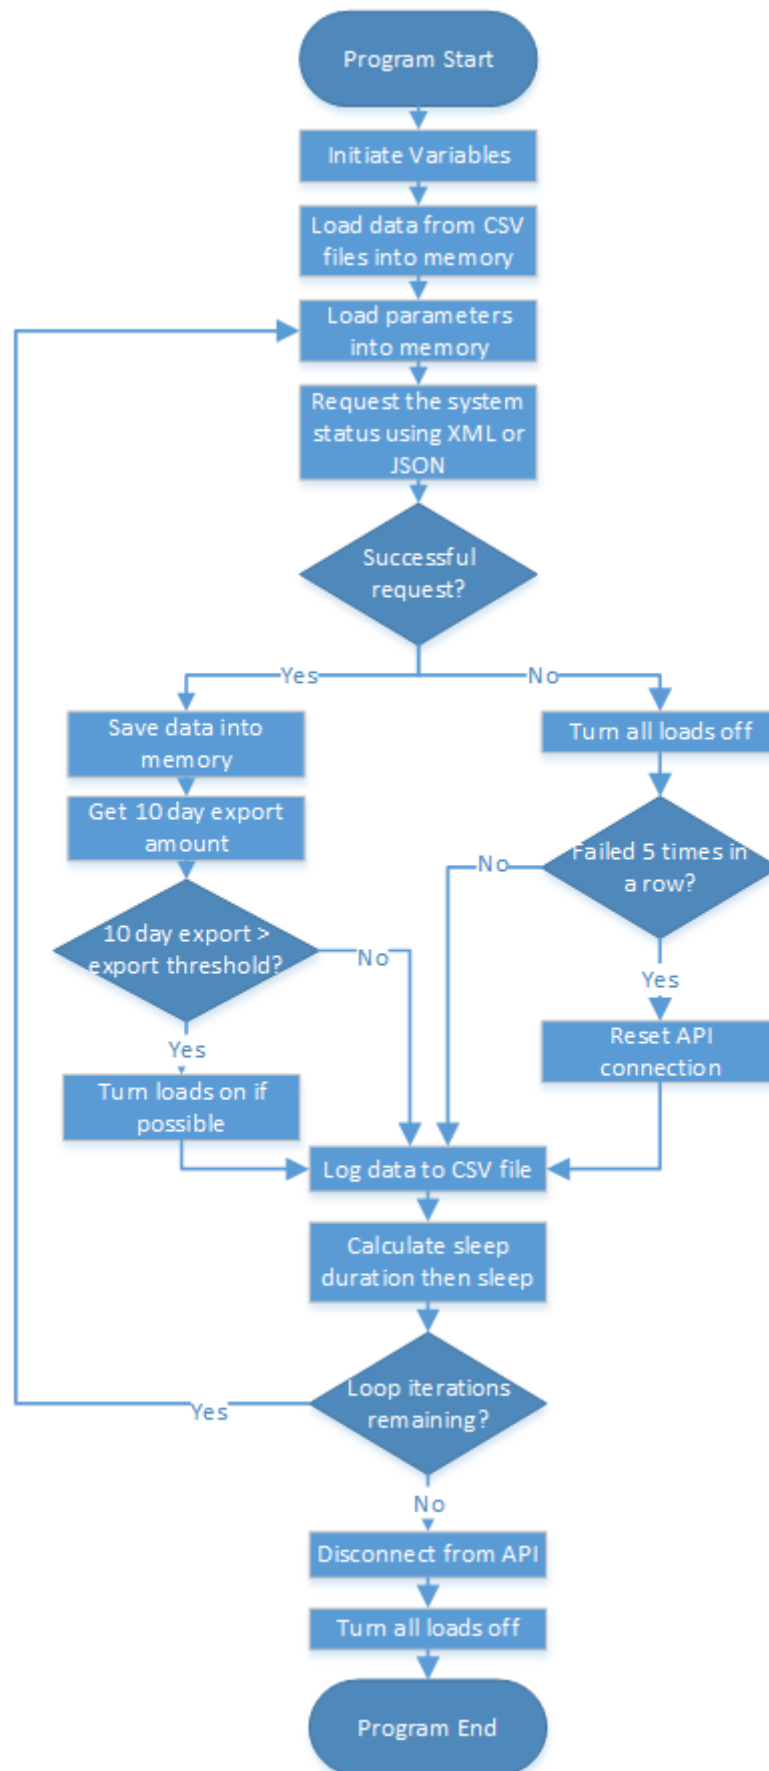 Program Start
Initiate Variables
Load data from CSV
files into memory
Load parameters
into memory
Request the system
status using XML or
JSON
Successful
request?
Yes
No
Save data into
memory
Turn all loads off
Get 10 day export
amount
Failed 5 times in
a row?
No
10 day export >
export threshold?
No
Yes
Yes
Reset API
connection
Turn loads on if
possible
Log data to CSV file
Calculate sleep
duration then sleep
Loop iterations
remaining?
Yes
No
Disconnect from API
Turn all loads off
Program End